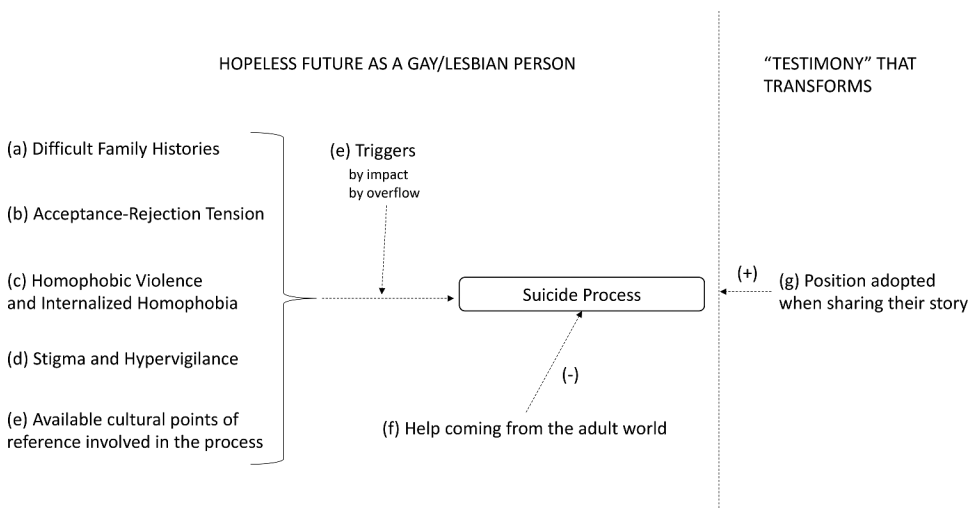 HOPELESS FUTURE AS A GAY/LESBIAN PERSON
“TESTIMONY” THAT
TRANSFORMS
(a) Difficult Family Histories
(b) Acceptance-Rejection Tension
(c) Homophobic Violence
and Internalized Homophobia
(d) Stigma and Hypervigilance
(e) Available cultural points of
reference involved in the process
(e) Triggers
by impact
by overflow
Suicide Process
(-)
(f) Help coming from the adult world
(+)
(g) Position adopted
when sharing their story